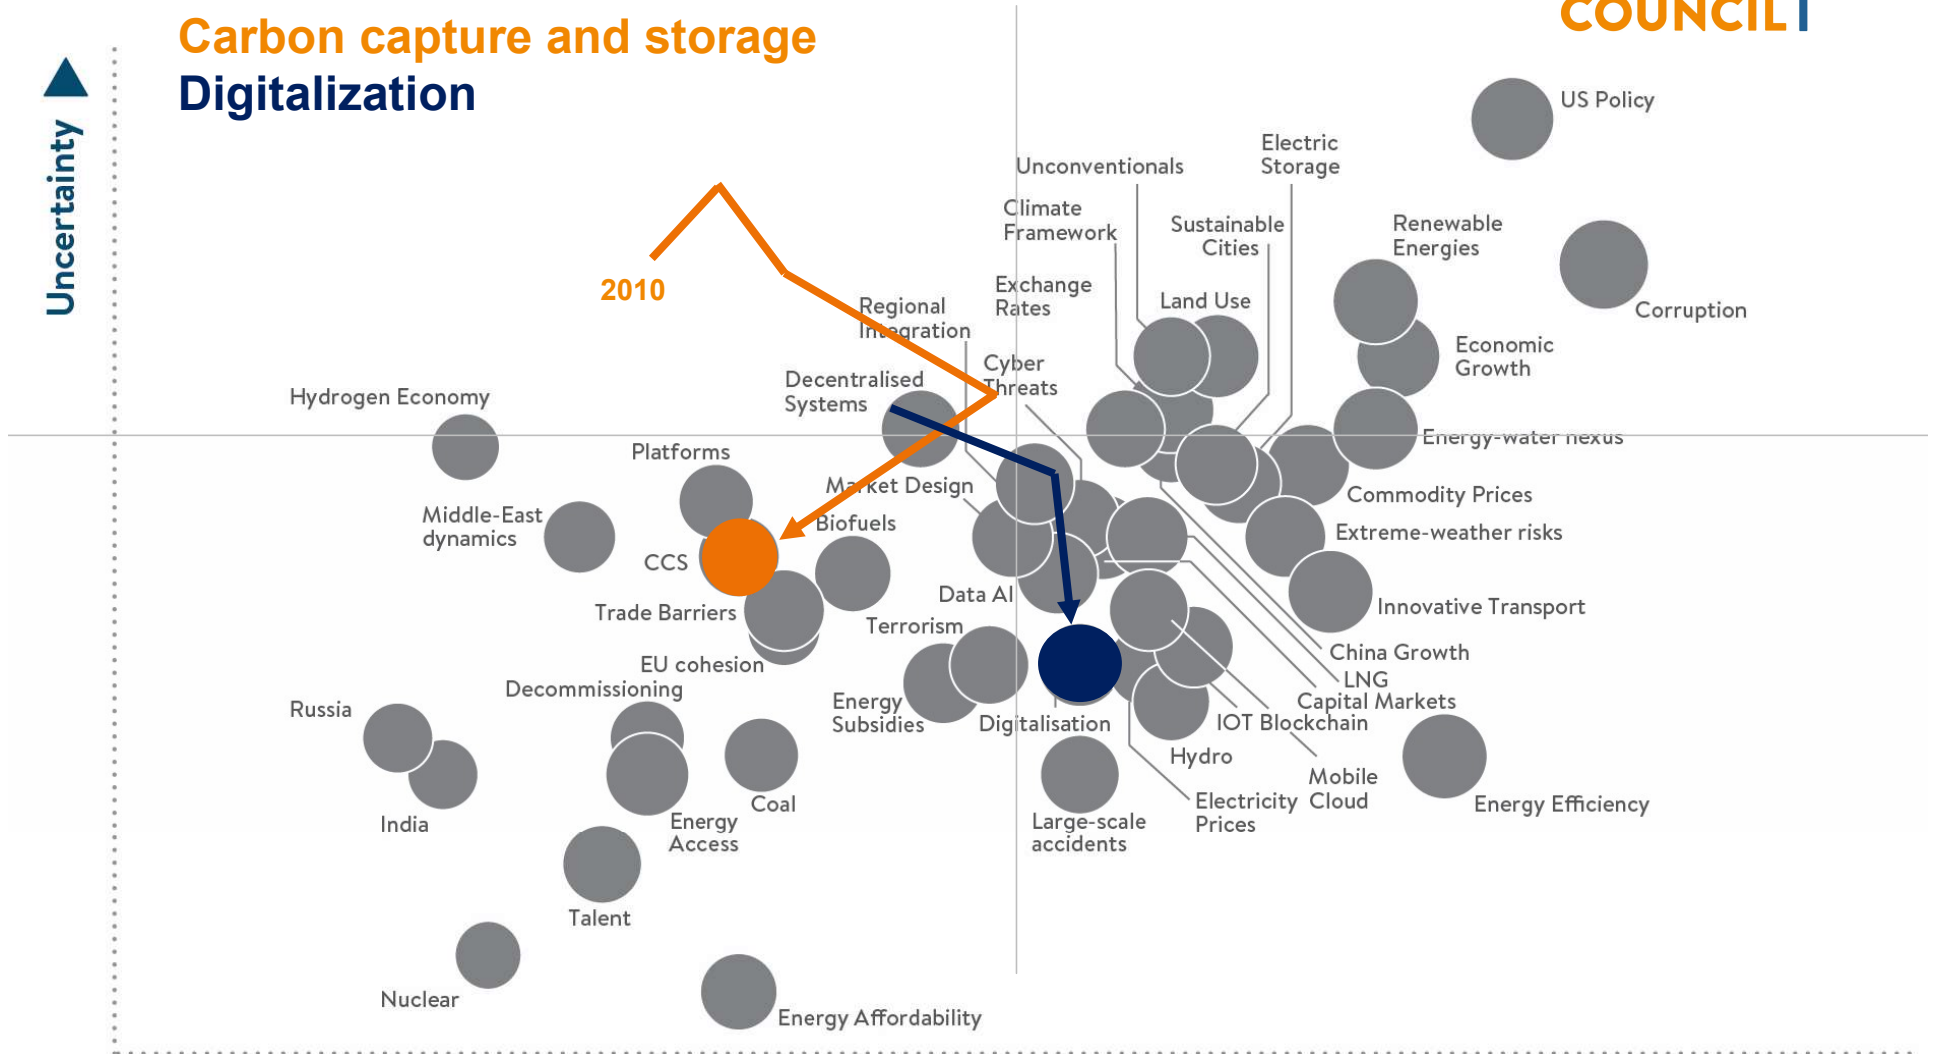 COUNCIL
Carbon capture and storage
Digitalization
Uncertainty
US Policy
Electric
Storage
Unconventionals
Climate
Framework
Sustainable
Cities
Renewable
Energies
2010
Exchange
Rates
Land Use
Regional
Integration
Corruption
Cyber
Threats
Economic
Growth
Decentralised
Systems
Hydrogen Economy
Energy-water nexus
Platforms
Market Design
Commodity Prices
Middle-East
dynamics
Biofuels
Extreme-weather risks
CCS
Data AI
Trade Barriers
Innovative Transport
Terrorism
EU cohesion
China Growth
LNG
Decommissioning
Capital Markets
Russia
Energy
Subsidies
Digitalisation
IOT Blockchain
Hydro
Mobile
Cloud
Coal
Electricity
Prices
Energy Efficiency
India
Energy
Access
Large-scale
accidents
Talent
Nuclear
Energy Affordability